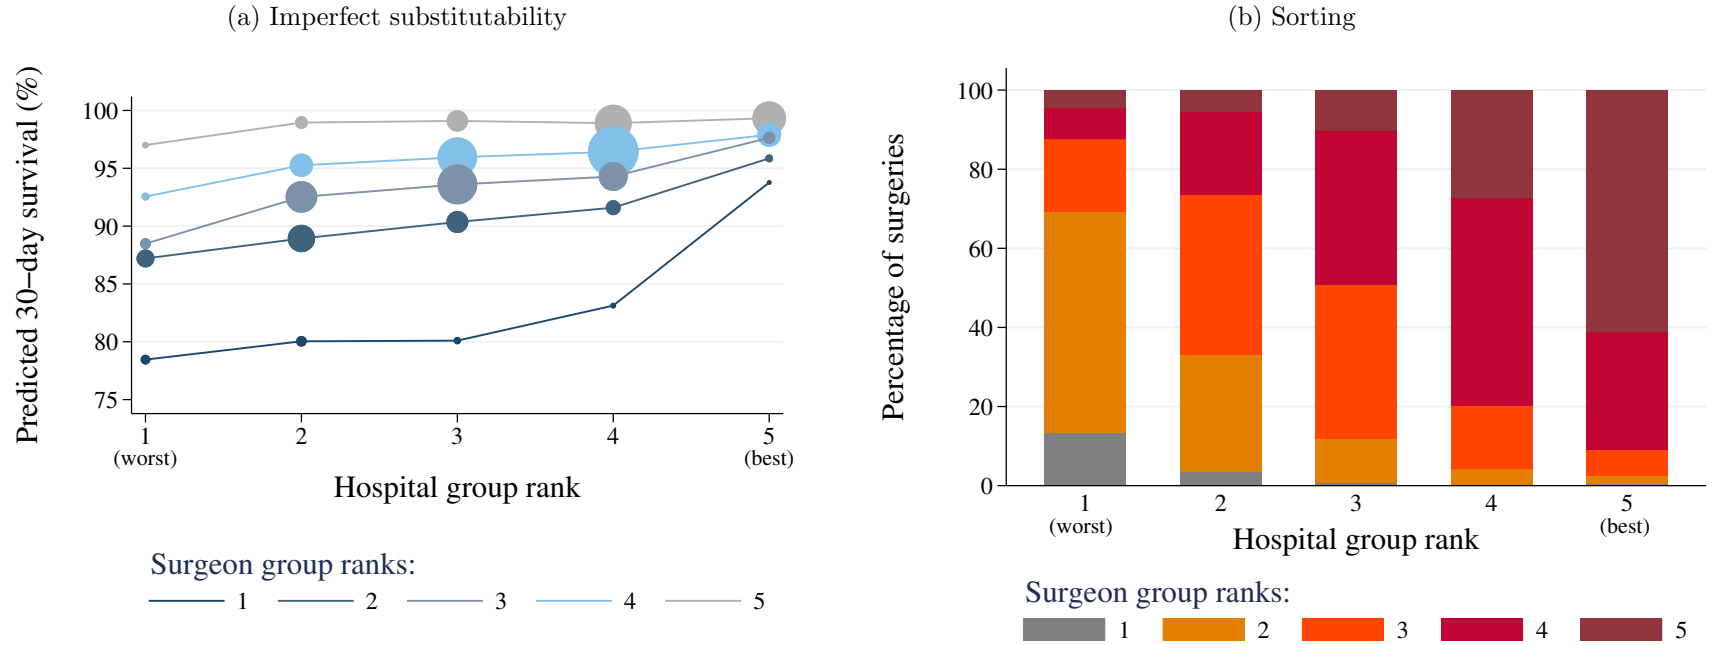 (a) Imperfect substitutability
Predicted 30–day survival (%)
100
95
90
85
80
75
1 2 3 4 5
(worst) (best)
Hospital group rank
Surgeon group ranks:
1 2 3 4 5
(b) Sorting
Percentage of surgeries
100
80
60
40
20
0
1 2 3 4 5
(worst) (best)
Hospital group rank
Surgeon group ranks:
1 2 3 4 5